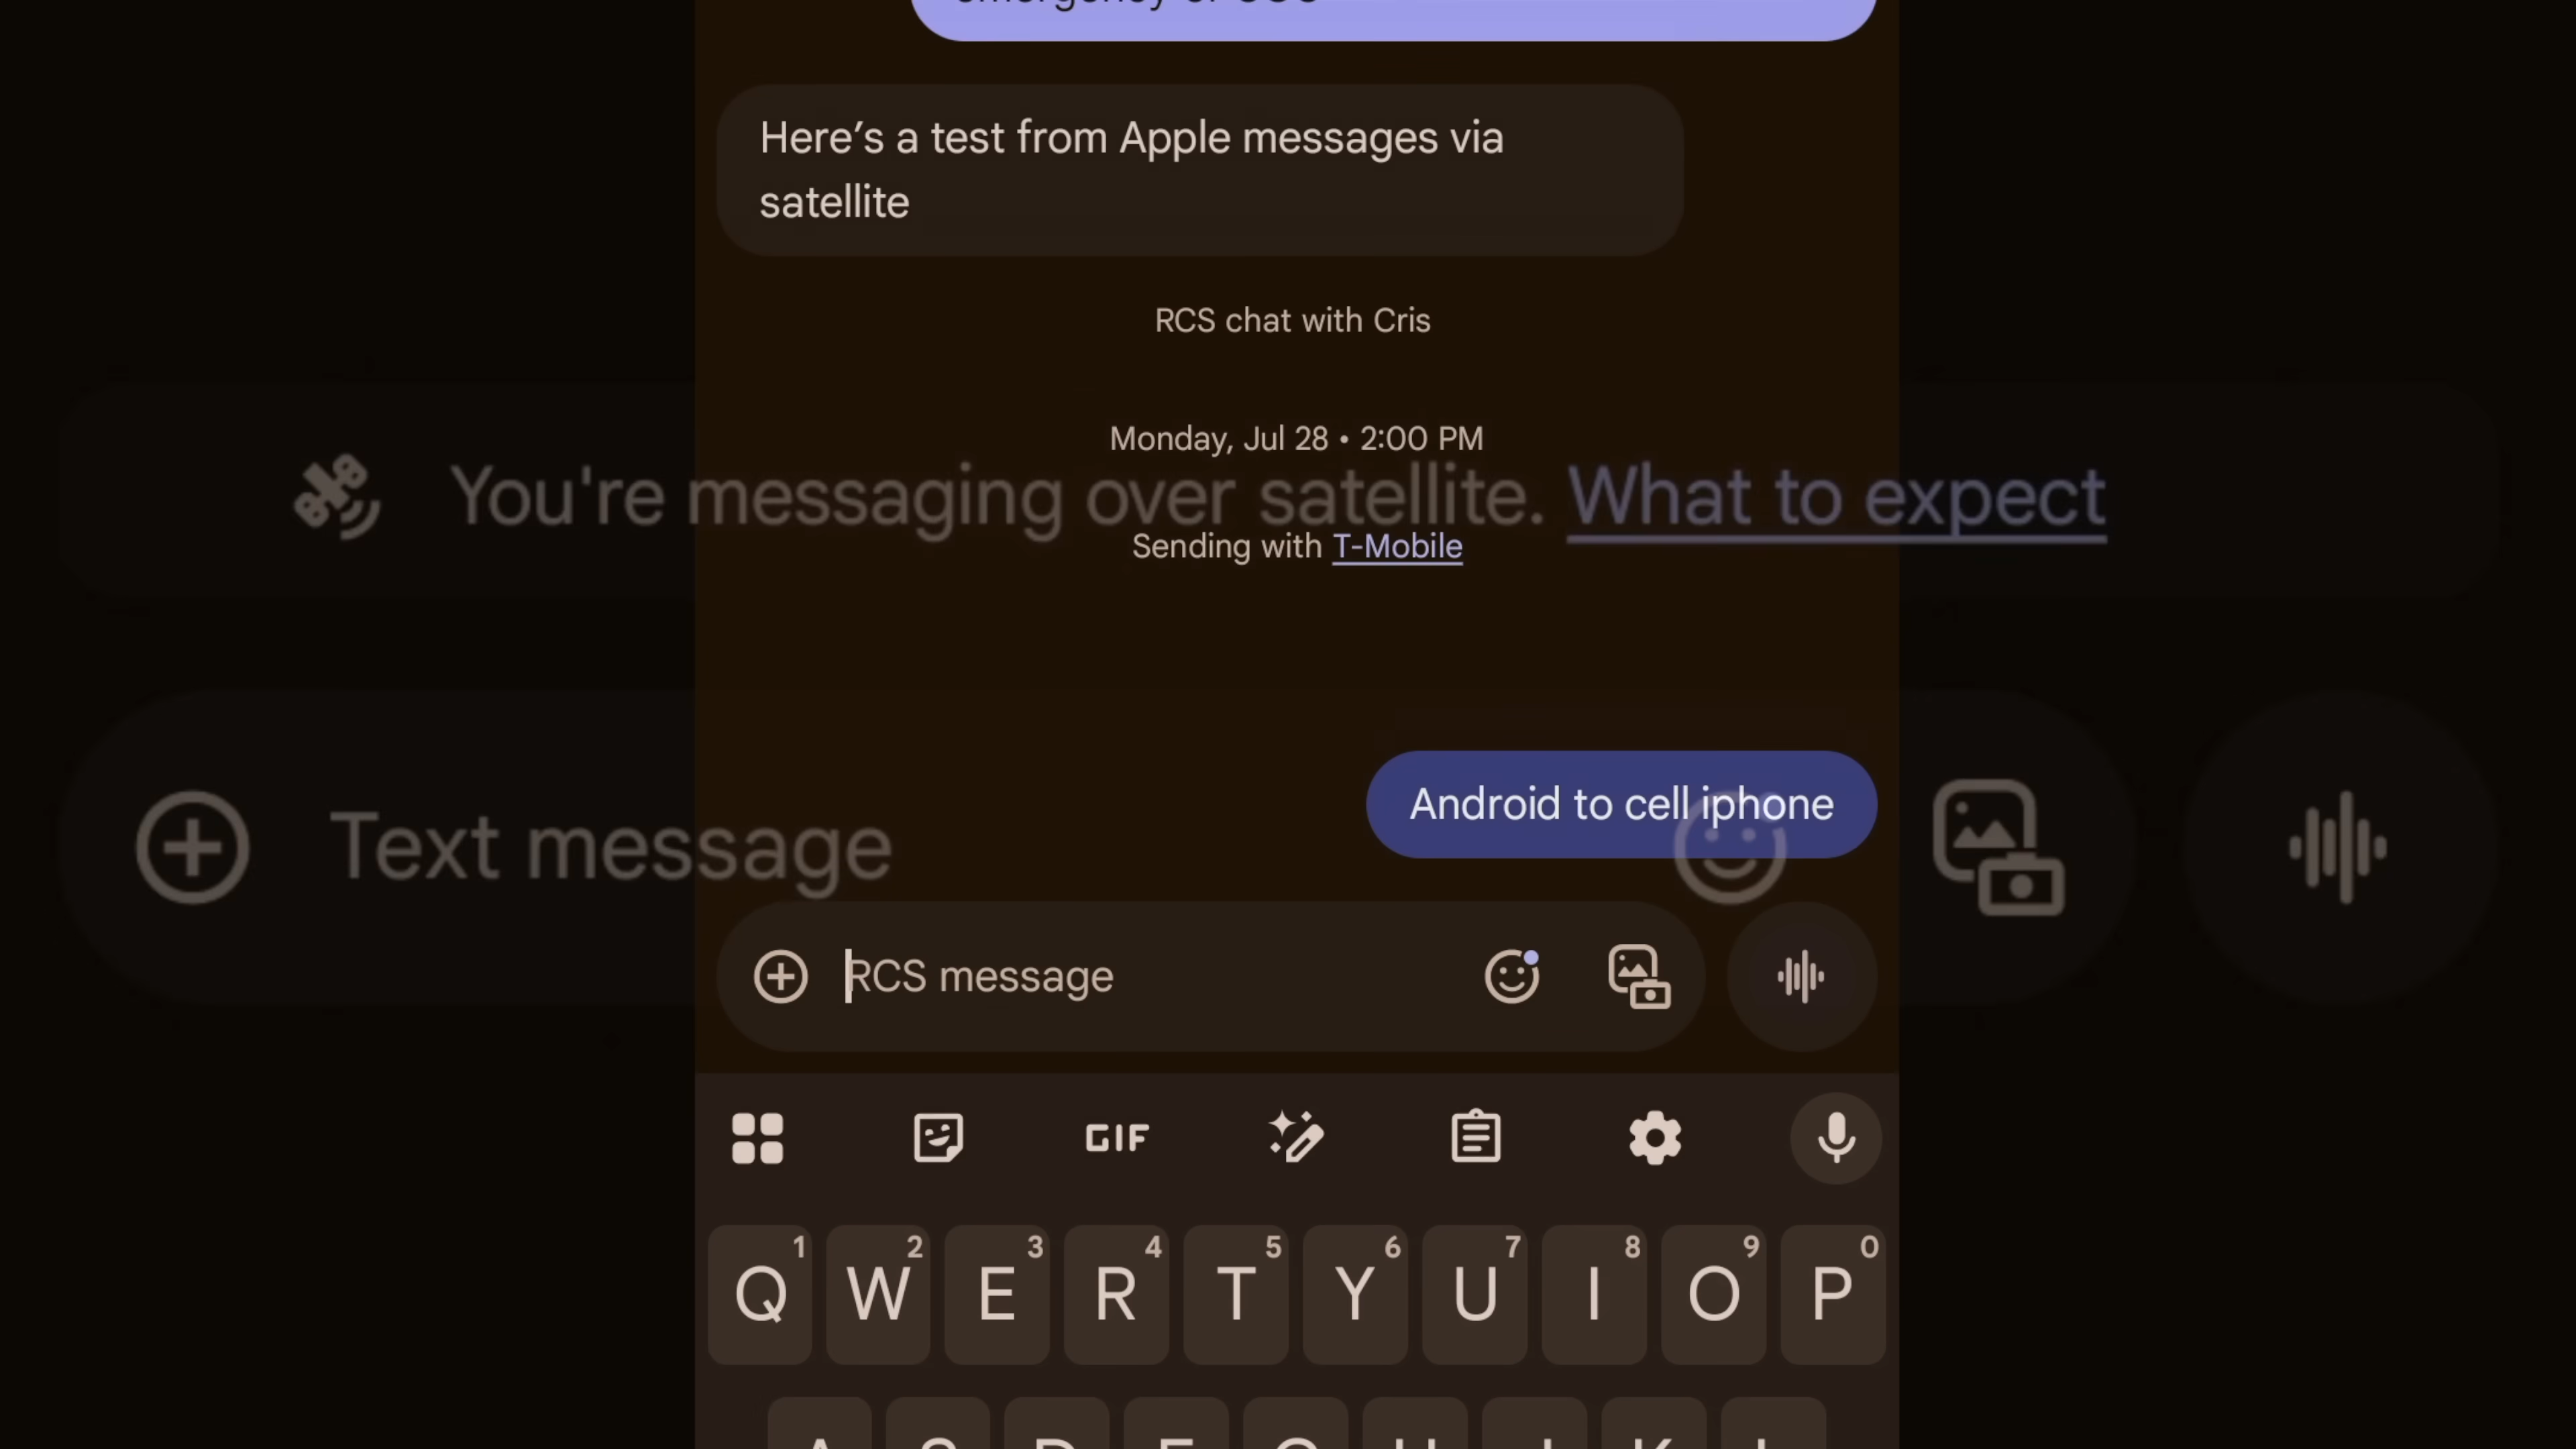 Here's a test from Apple messages via
satellite
RCS chat with Cris
Monday, Jul 28 • 2:00 PM
You're messaging over satellite. What to expect
Sending with T-Mobile
Android to cell iphone
Text message
RCS message
GIF
1 2 3 4 5 6 7 8 9 0
Q W E R T Y U I O P